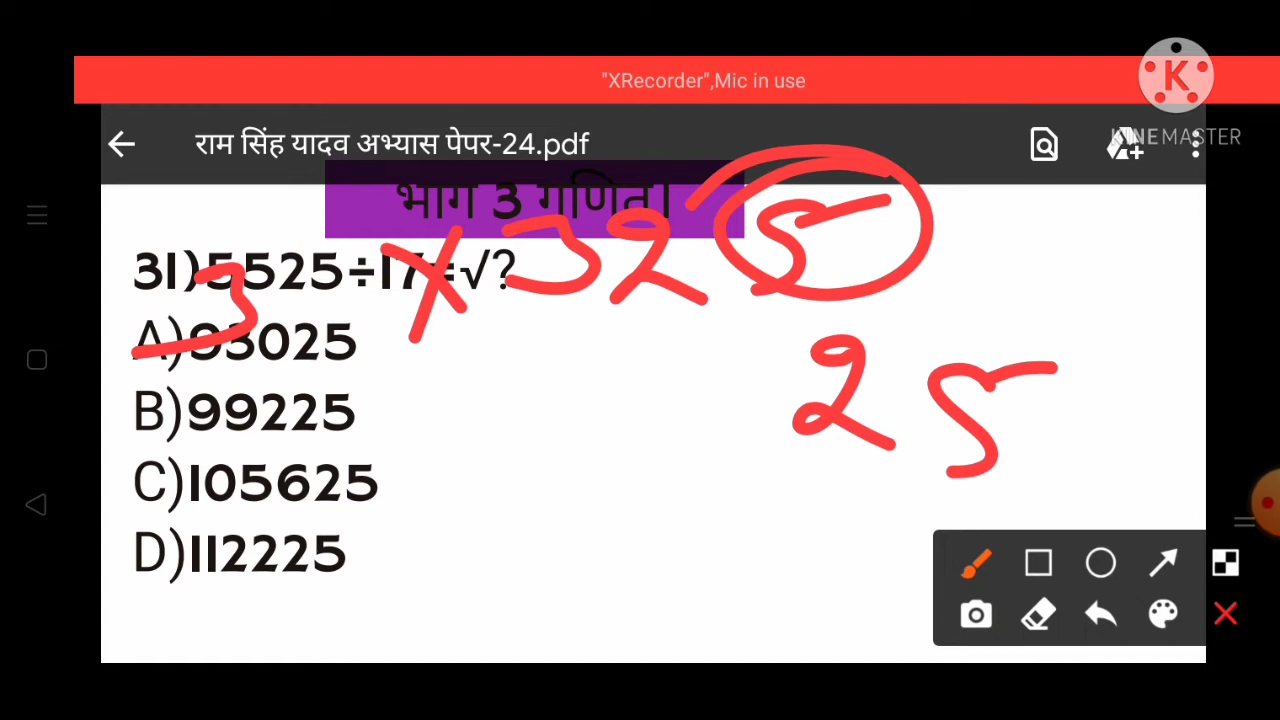 "XRecorder",Mic in use
K
KINEMASTER
राम सिंह यादव अभ्यास पेपर-24.pdf
भाग 3 गणित।
31)5525÷17=√?
A)93025
B)99225
C)105625
D)112225
3 x 325
25